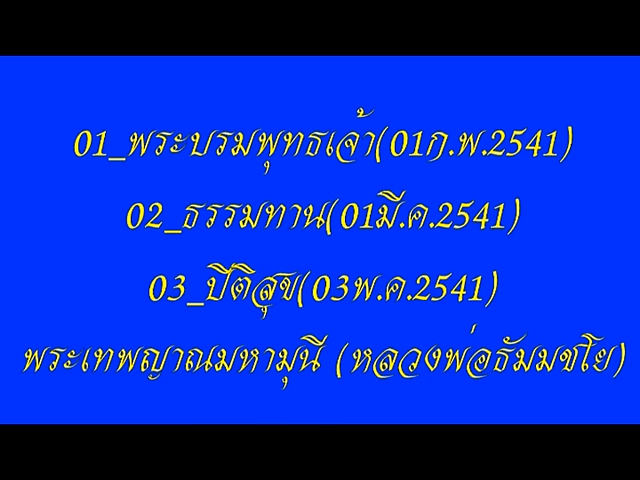 01_พระบรมพุทธเจ้า(01ก.พ.2541)
02_ธรรมทาน(01มี.ค.2541)
03_ปีติสุข(03พ.ค.2541)
พระเทพญาณมหามุนี (หลวงพ่อธัมมชโย)